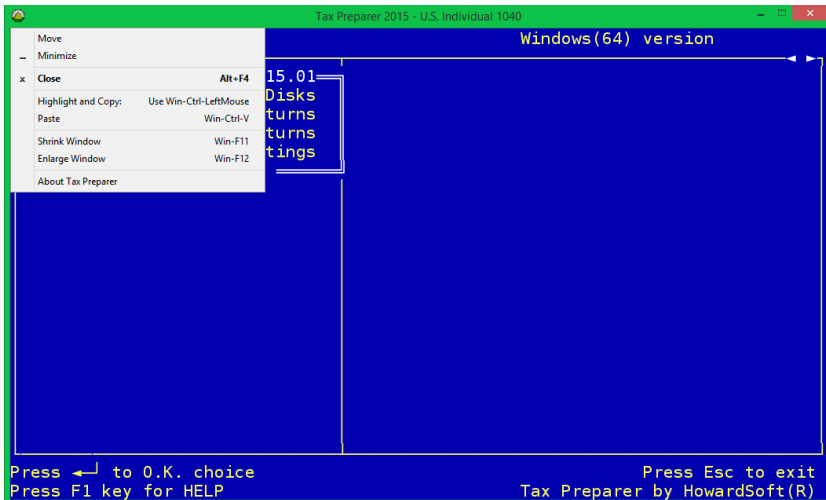 Tax Preparer 2015 - U.S. Individual 1040
Windows(64) version
Move
Minimize
x Close Alt+F4
Highlight and Copy: Use Win-Ctrl-LeftMouse
Paste Win-Ctrl-V
Shrink Window Win-F11
Enlarge Window Win-F12
About Tax Preparer
15.01
Disks
turns
turns
tings
Press ◄─┘ to O.K. choice
Press Esc to exit
Press F1 key for HELP
Tax Preparer by HowardSoft(R)